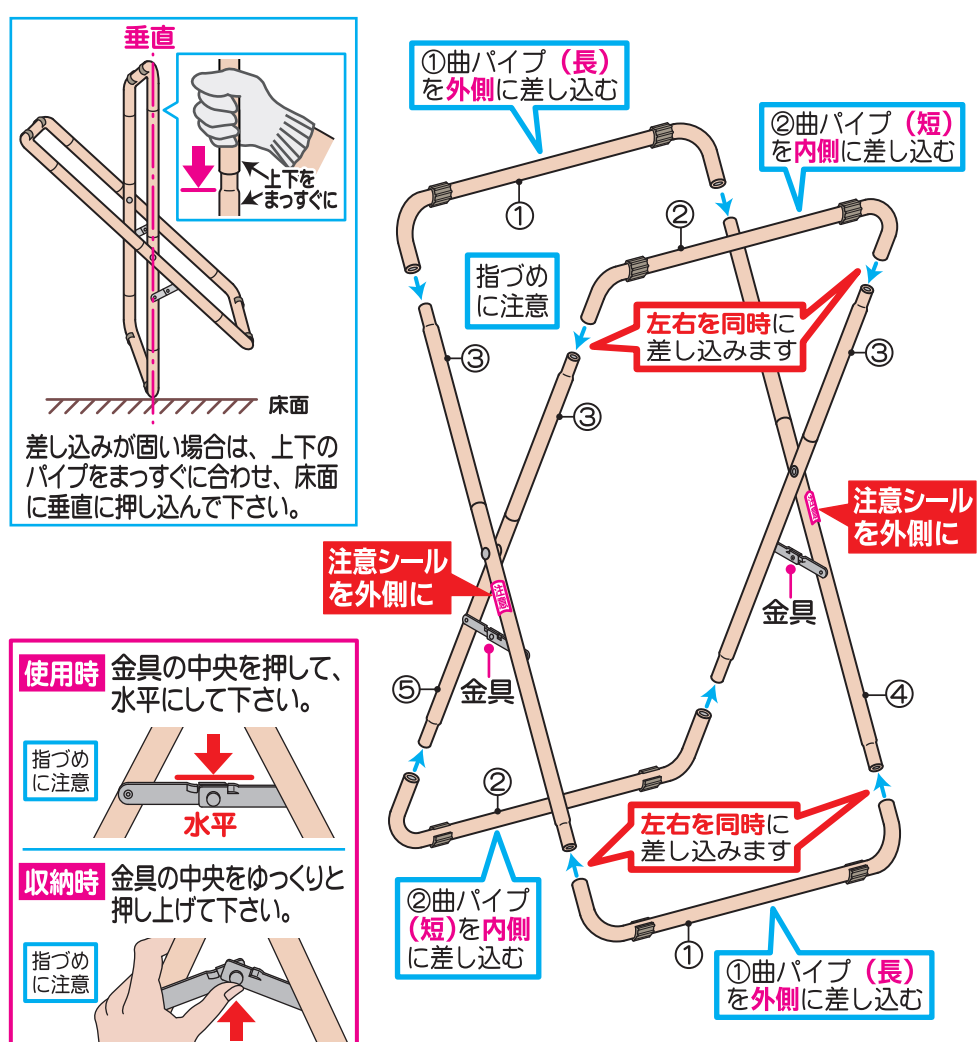 垂直
上下を
まっすぐに
床面
差し込みが固い場合は、上下の
パイプをまっすぐに合わせ、床面
に垂直に押し込んで下さい。
①曲パイプ（長）
を外側に差し込む
②曲パイプ（短）
を内側に差し込む
①
②
指づめ
に注意
左右を同時に
差し込みます
③
③
③
注意シール
を外側に
注意シール
を外側に
金具
金具
⑤
④
②
①
左右を同時に
差し込みます
②曲パイプ
（短）を内側
に差し込む
①曲パイプ（長）
を外側に差し込む
使用時
金具の中央を押して、
水平にして下さい。
指づめ
に注意
水平
収納時
金具の中央をゆっくりと
押し上げて下さい。
指づめ
に注意